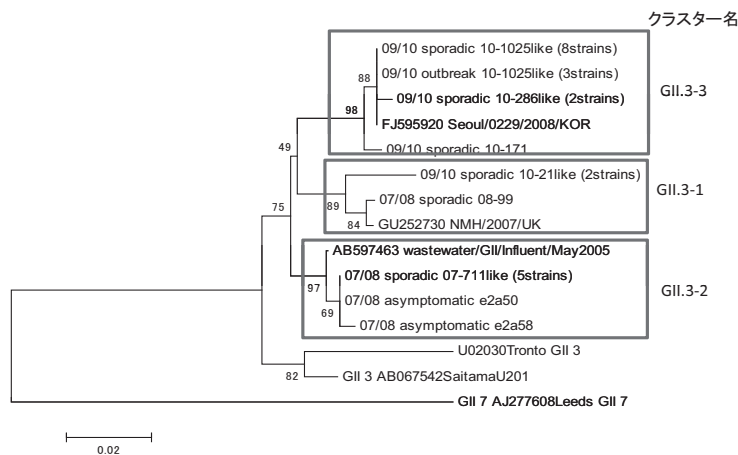 クラスター名
09/10 sporadic 10-1025like (8strains)
09/10 outbreak 10-1025like (3strains)
88
09/10 sporadic 10-286like (2strains)
GII.3-3
98
FJ595920 Seoul/0229/2008/KOR
09/10 sporadic 10-171
49
09/10 sporadic 10-21like (2strains)
GII.3-1
89
07/08 sporadic 08-99
84
GU252730 NMH/2007/UK
75
AB597463 wastewater/GII/Influent/May2005
07/08 sporadic 07-711like (5strains)
GII.3-2
97
07/08 asymptomatic e2a50
69
07/08 asymptomatic e2a58
U02030Tronto GII 3
82
GII 3 AB067542SaitamaU201
GII 7 AJ277608Leeds GII 7
0.02